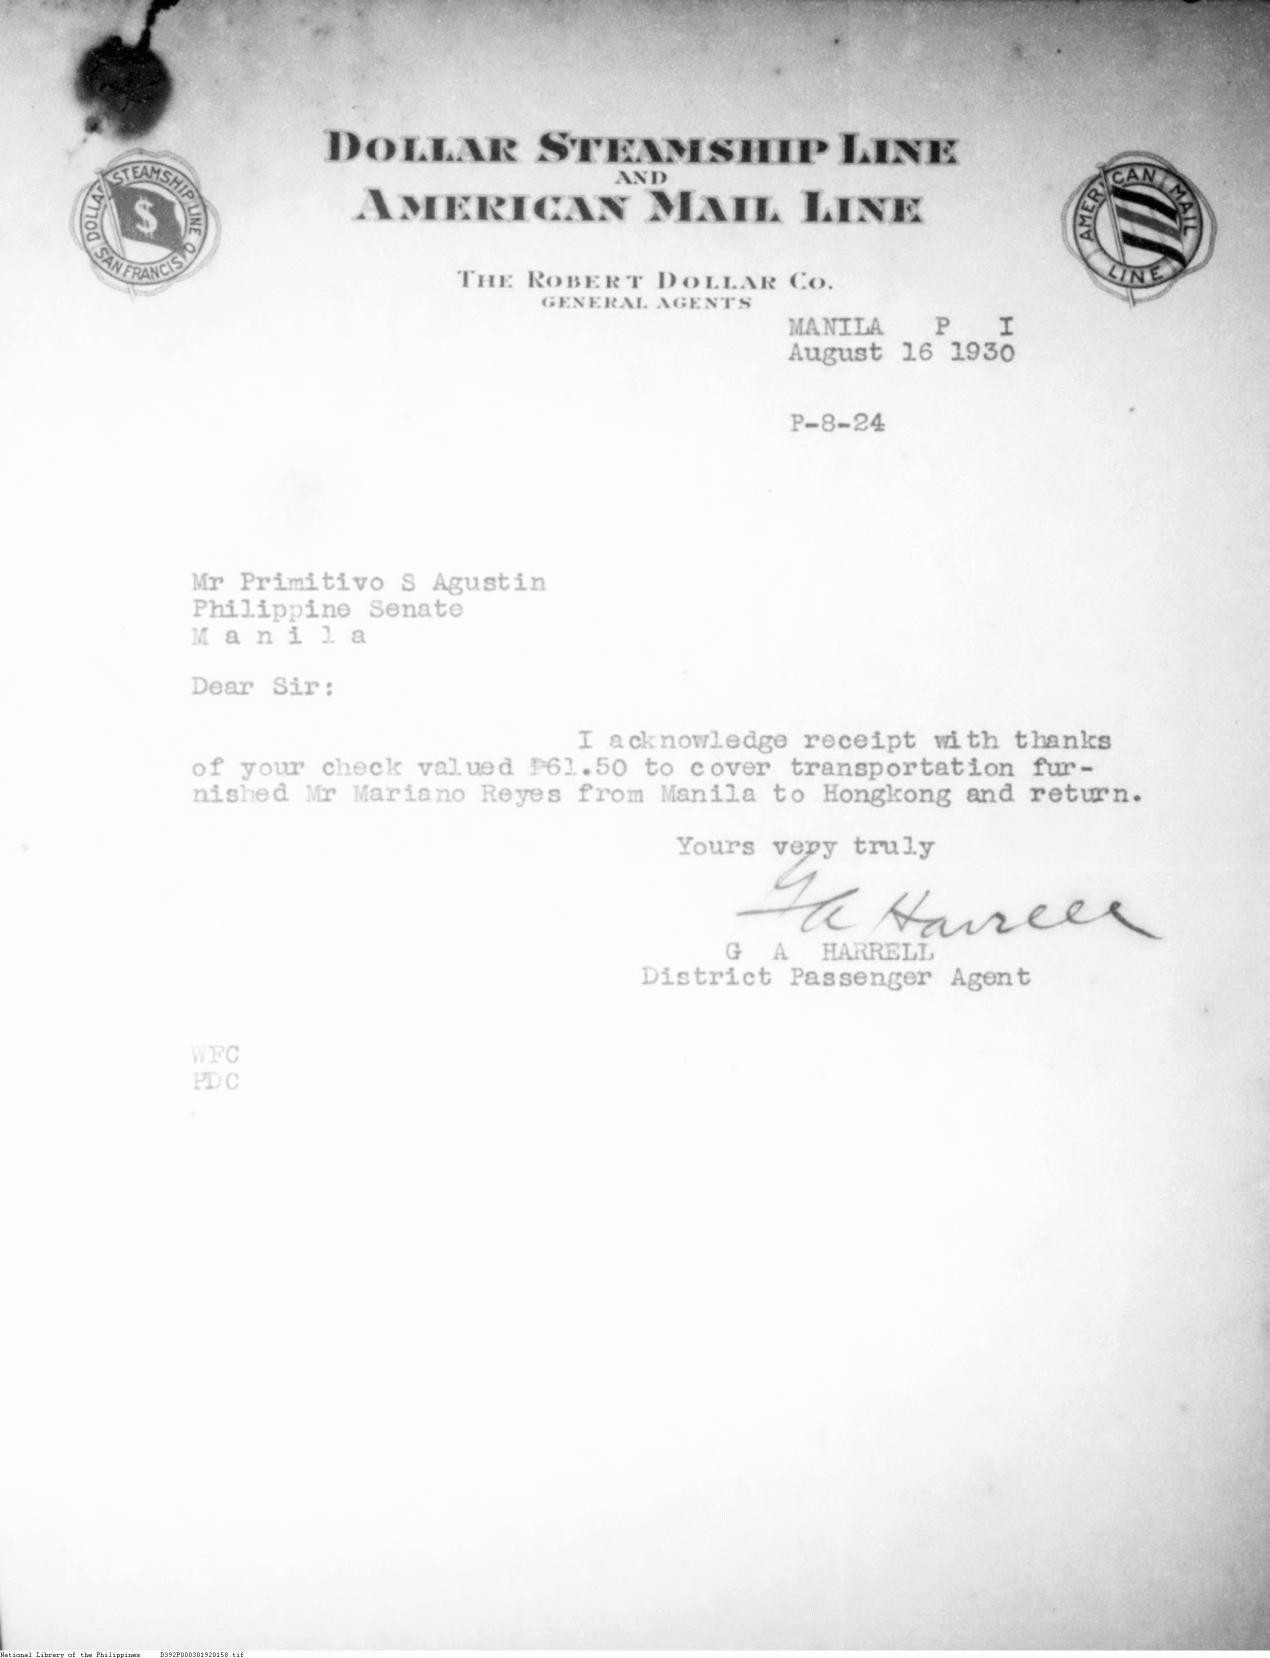 DOLLAR STEAMSHIP LINE
AND
AMERICAN MAIL LINE
DOLLAR STEAMSHIP LINE
SAN FRANCISCO
$
AMERICAN MAIL
LINE
THE ROBERT DOLLAR CO.
GENERAL AGENTS
MANILA P I
August 16 1930
P-8-24
Mr Primitivo S Agustin
Philippine Senate
M a n i l a
Dear Sir:
I acknowledge receipt with thanks
of your check valued ₱61.50 to cover transportation fur-
nished Mr Mariano Reyes from Manila to Hongkong and return.
Yours very truly
G A Harrell
G A HARRELL
District Passenger Agent
WFC
PDC
National Library of the Philippines D392P000301920158.tif